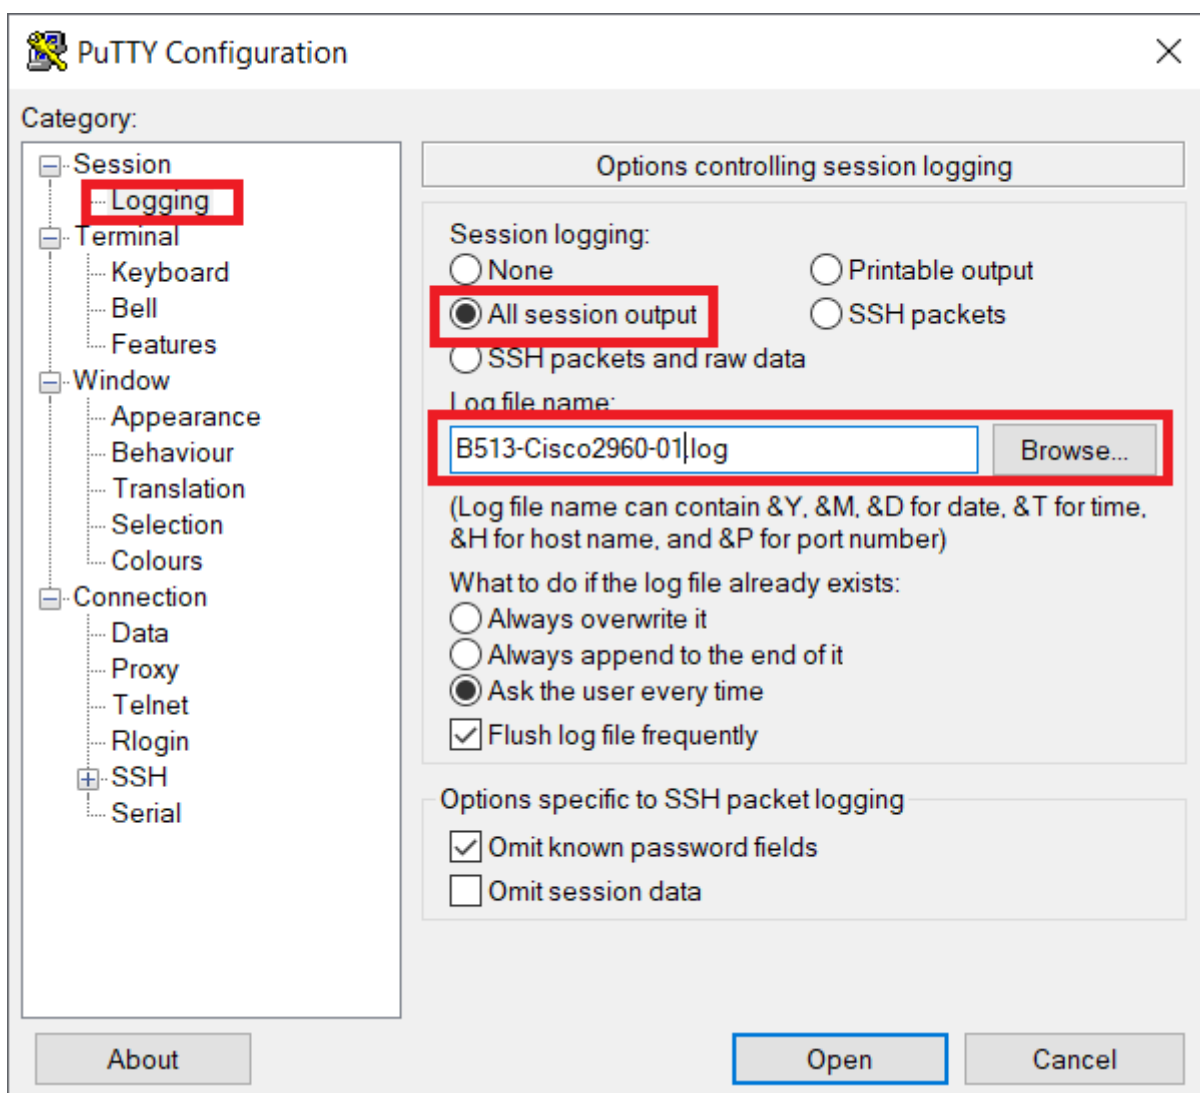 PuTTY Configuration
Category:
Session
Logging
Terminal
Keyboard
Bell
Features
Window
Appearance
Behaviour
Translation
Selection
Colours
Connection
Data
Proxy
Telnet
Rlogin
SSH
Serial
Options controlling session logging
Session logging:
None Printable output
All session output SSH packets
SSH packets and raw data
Log file name:
B513-Cisco2960-01.log Browse...
(Log file name can contain &Y, &M, &D for date, &T for time,
&H for host name, and &P for port number)
What to do if the log file already exists:
Always overwrite it
Always append to the end of it
Ask the user every time
Flush log file frequently
Options specific to SSH packet logging
Omit known password fields
Omit session data
About Open Cancel